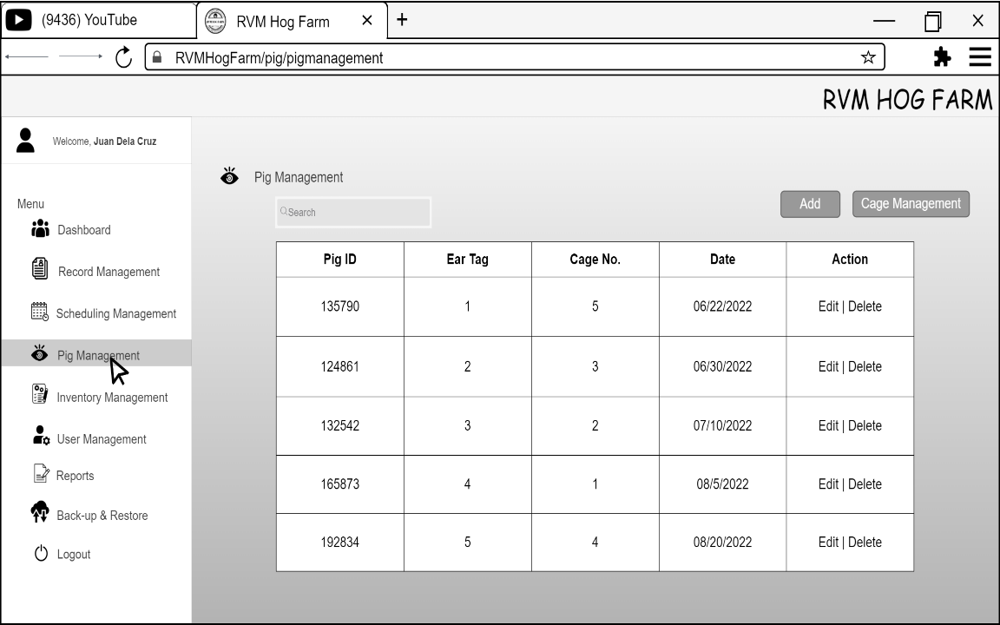 (9436) YouTube
RVM Hog Farm
RVMHogFarm/pig/pigmanagement
RVM HOG FARM
Welcome, Juan Dela Cruz
Menu
Dashboard
Record Management
Scheduling Management
Pig Management
Inventory Management
User Management
Reports
Back-up & Restore
Logout
Pig Management
Search
Add
Cage Management
Pig ID Ear Tag Cage No. Date Action
135790 1 5 06/22/2022 Edit | Delete
124861 2 3 06/30/2022 Edit | Delete
132542 3 2 07/10/2022 Edit | Delete
165873 4 1 08/5/2022 Edit | Delete
192834 5 4 08/20/2022 Edit | Delete